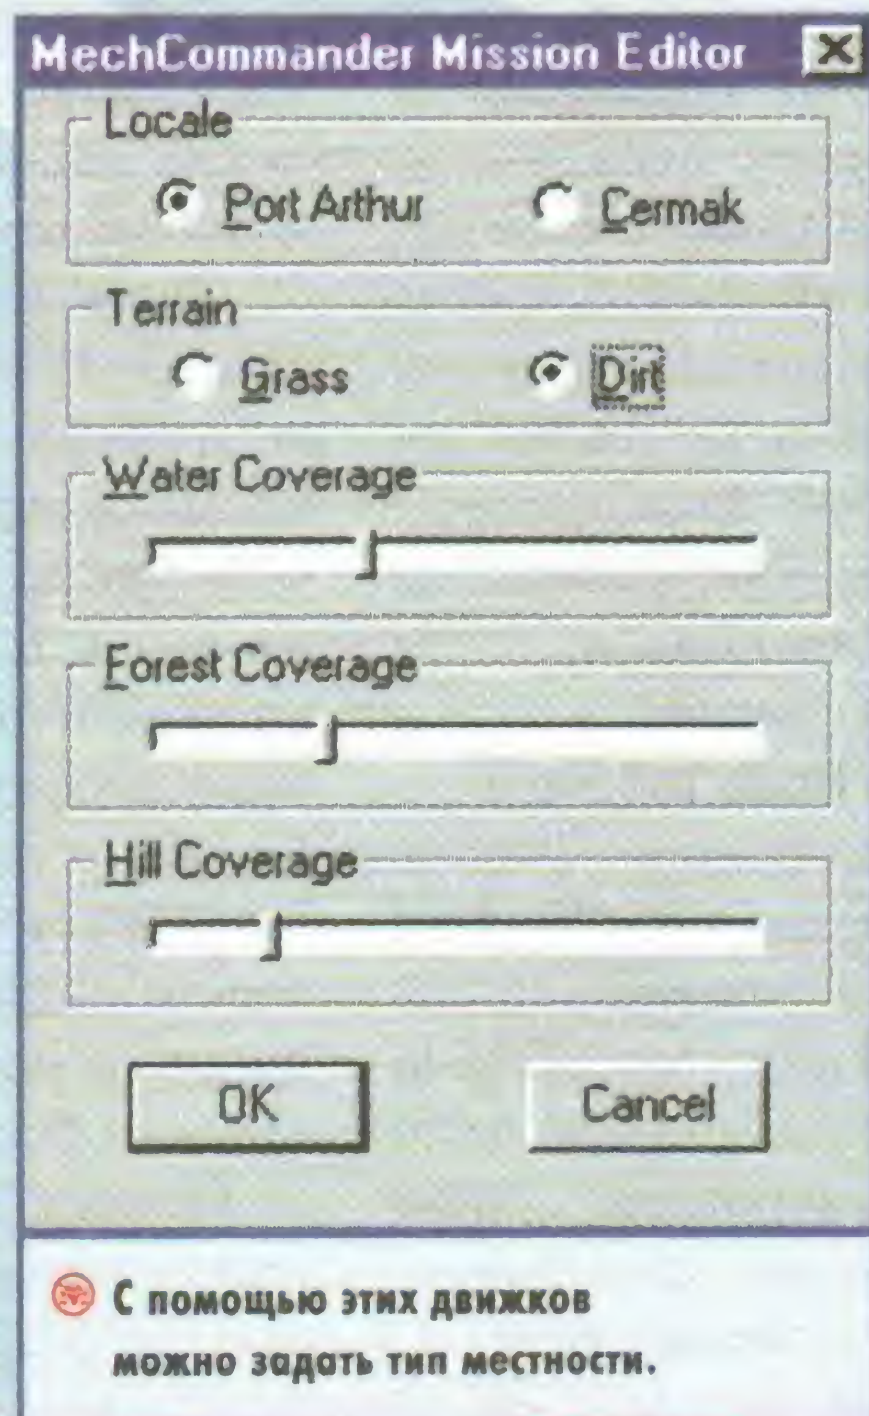 MechCommander Mission Editor
Locale
Port Arthur Cermak
Terrain
Grass Dirt
Water Coverage
Forest Coverage
Hill Coverage
OK Cancel
С помощью этих движков
можно задать тип местности.